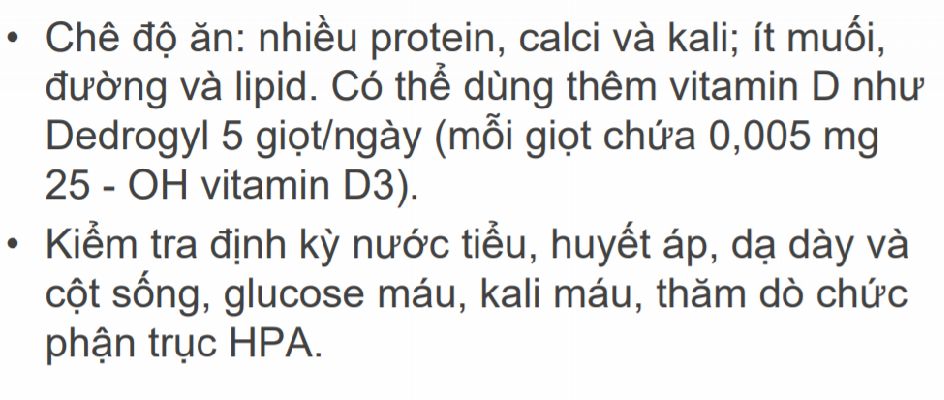 • Chê độ ăn: nhiều protein, calci và kali; ít muối,
đường và lipid. Có thể dùng thêm vitamin D như
Dedrogyl 5 giọt/ngày (mỗi giọt chứa 0,005 mg
25 - OH vitamin D3).
• Kiểm tra định kỳ nước tiểu, huyết áp, dạ dày và
cột sống, glucose máu, kali máu, thăm dò chức
phận trục HPA.